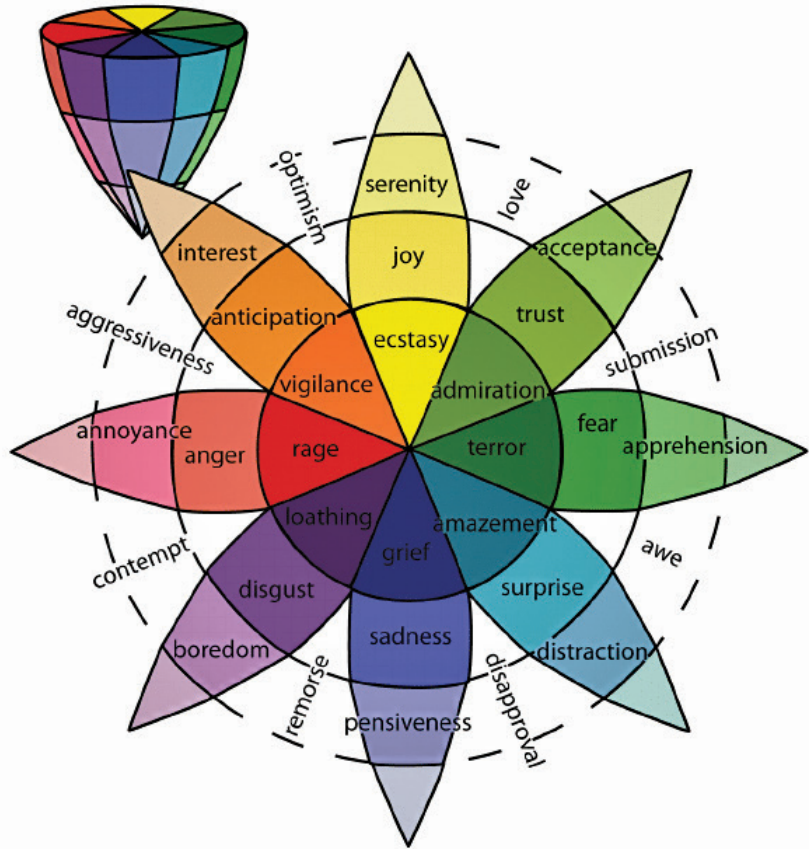 optimism
serenity
love
interest
joy
acceptance
anticipation
trust
aggressiveness
ecstasy
submission
vigilance
admiration
annoyance
anger
rage
terror
fear
apprehension
loathing
amazement
contempt
grief
awe
disgust
surprise
boredom
sadness
distraction
remorse
pensiveness
disapproval